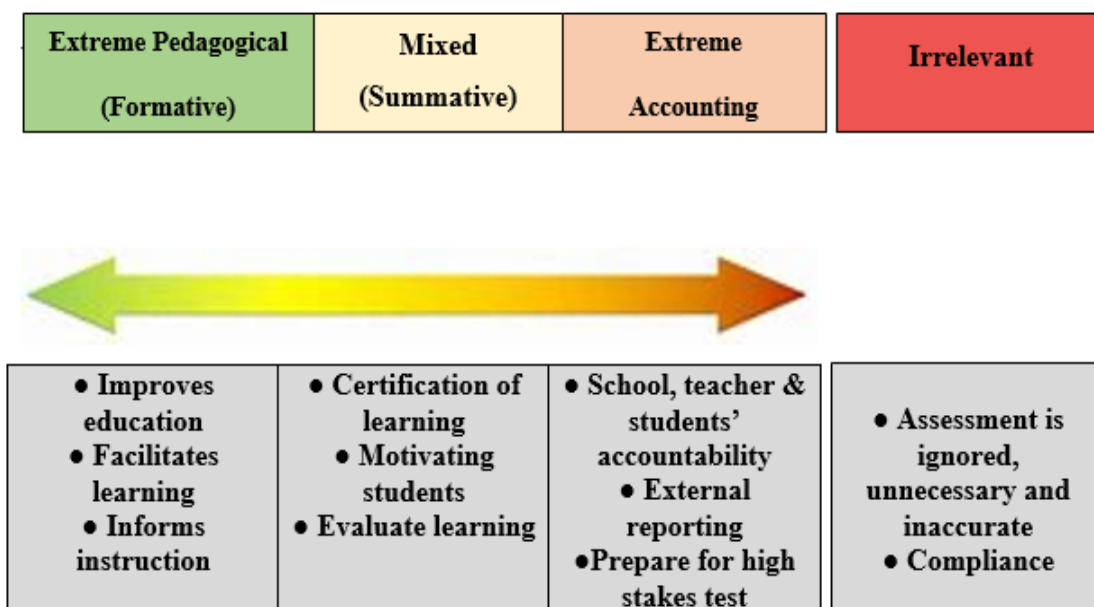 Extreme Pedagogical
(Formative)
Mixed
(Summative)
Extreme
Accounting
Irrelevant
● Improves
education
● Facilitates
learning
● Informs
instruction
● Certification of
learning
● Motivating
students
● Evaluate learning
● School, teacher &
students’
accountability
● External
reporting
●Prepare for high
stakes test
● Assessment is
ignored,
unnecessary and
inaccurate
● Compliance